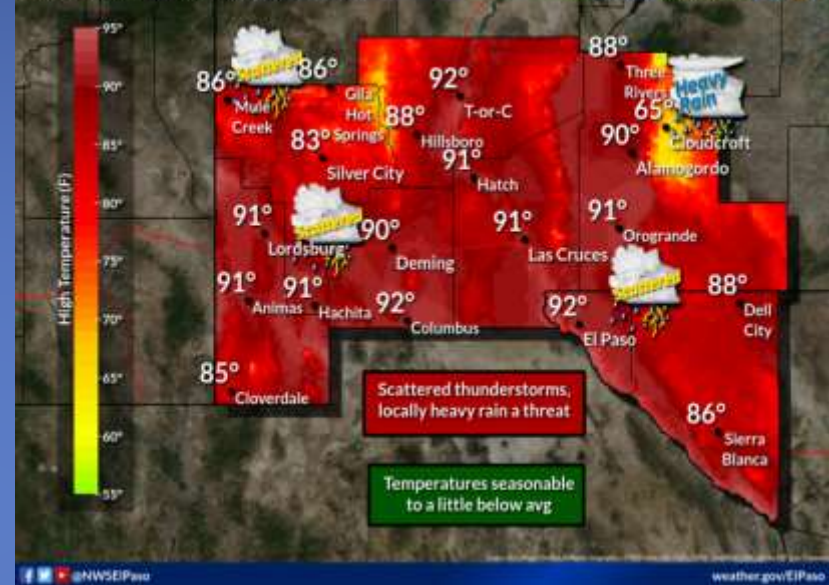 High Temperature (F)
95°
90°
85°
80°
75°
70°
65°
60°
55°
Scattered
86°
86°
Mule
Creek
Gila
Hot
Springs
92°
T-or-C
88°
Three
Rivers
Heavy
Rain
65°
Cloudcroft
88°
Hillsboro
83°
Silver City
90°
Alamogordo
91°
Hatch
Scattered
91°
Lordsburg
90°
Deming
91°
Las Cruces
91°
Orogrande
Scattered
91°
Animas
91°
Hachita
92°
Columbus
92°
El Paso
88°
Dell
City
85°
Cloverdale
Scattered thunderstorms,
locally heavy rain a threat
86°
Sierra
Blanca
Temperatures seasonable
to a little below avg
@NWSElPaso
weather.gov/ElPaso